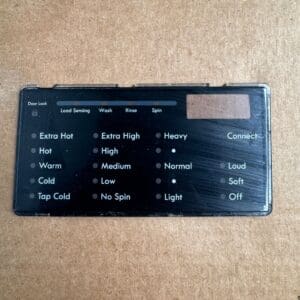 Door Lock
Load Sensing Wash Rinse Spin
Extra Hot Extra High Heavy Connect
Hot High
Warm Medium Normal Loud
Cold Low Soft
Tap Cold No Spin Light Off